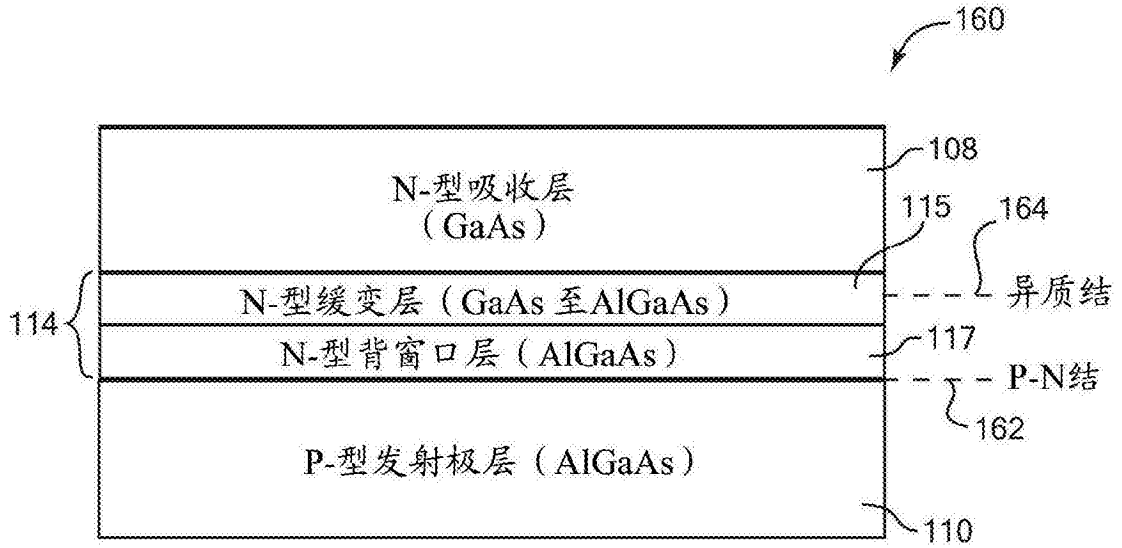 160
N-型吸收层
(GaAs)
108
115
164
N-型缓变层(GaAs 至AlGaAs)
异质结
114
N-型背窗口层(AlGaAs)
117
P-N结
162
P-型发射极层(AlGaAs)
110